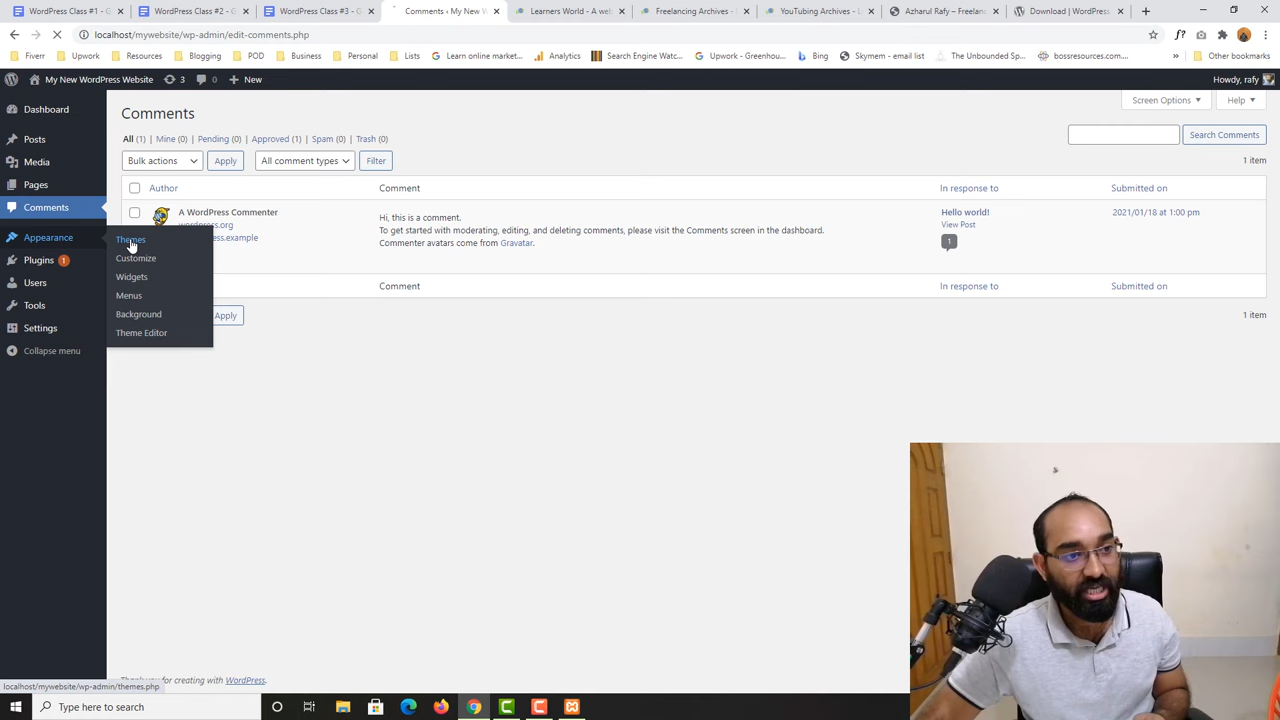 WordPress Class #1 - G
WordPress Class #2 - G
WordPress Class #3 - G
Comments ‹ My New W
Learners World - A web
Freelancing Archives - L
YouTubing Archives - L
Azharul Rafy – Freelanc
Download | WordPress.
localhost/mywebsite/wp-admin/edit-comments.php
Fiverr
Upwork
Resources
Blogging
POD
Business
Personal
Lists
Learn online market...
Analytics
Search Engine Watc...
Upwork - Greenhou...
Bing
Skymem - email list
The Unbounded Sp...
bossresources.com...
»
Other bookmarks
My New WordPress Website
3
0
+ New
Howdy, rafy
Dashboard
Posts
Media
Pages
Comments
Appearance
Plugins 1
Users
Tools
Settings
Collapse menu
Themes
Customize
Widgets
Menus
Background
Theme Editor
Comments
Screen Options
Help
All (1) | Mine (0) | Pending (0) | Approved (1) | Spam (0) | Trash (0)
Search Comments
Bulk actions
Apply
All comment types
Filter
1 item
Author
Comment
In response to
Submitted on
A WordPress Commenter
wordpress.org
ess.example
Hi, this is a comment.
To get started with moderating, editing, and deleting comments, please visit the Comments screen in the dashboard.
Commenter avatars come from Gravatar.
Hello world!
View Post
1
2021/01/18 at 1:00 pm
Comment
In response to
Submitted on
Apply
1 item
Thank you for creating with WordPress.
localhost/mywebsite/wp-admin/themes.php
Type here to search